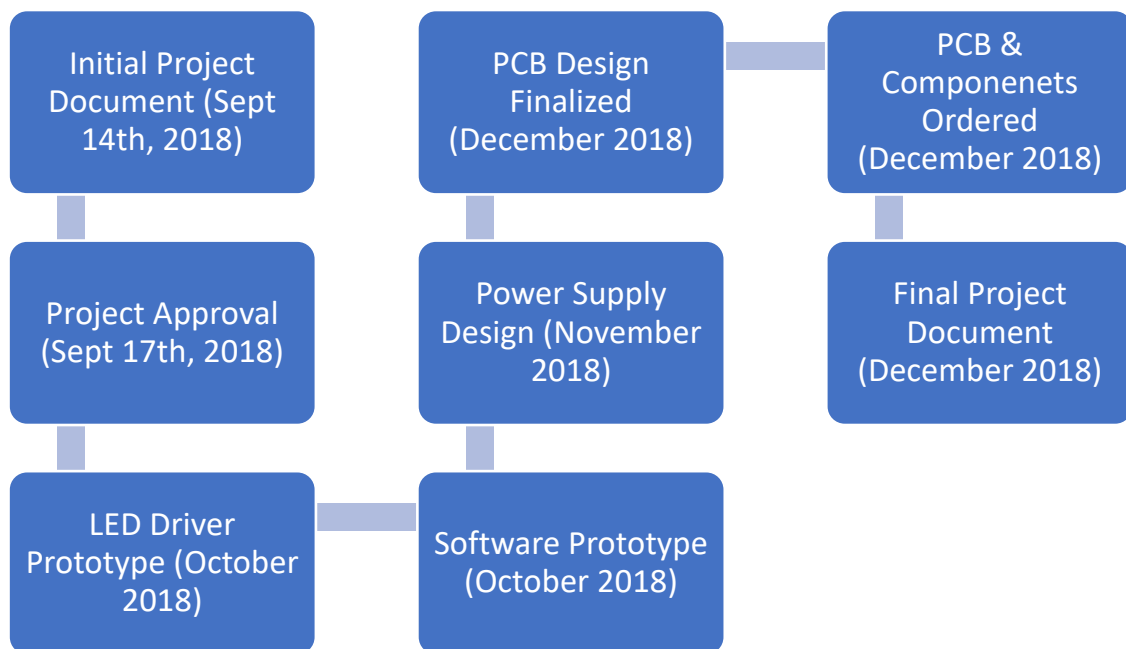 Initial Project
Document (Sept
14th, 2018)
Project Approval
(Sept 17th, 2018)
LED Driver
Prototype (October
2018)
Software Prototype
(October 2018)
Power Supply
Design (November
2018)
PCB Design
Finalized
(December 2018)
PCB &
Componenets
Ordered
(December 2018)
Final Project
Document
(December 2018)